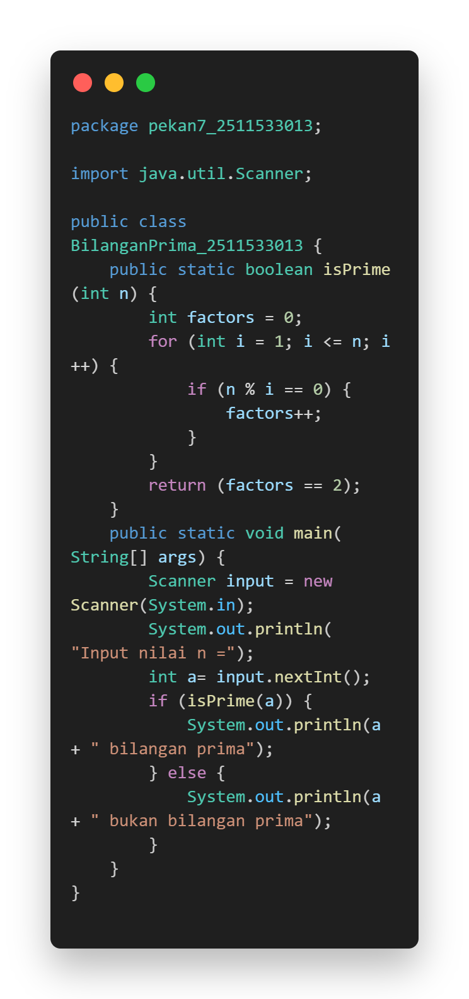 package pekan7_2511533013;

import java.util.Scanner;

public class
BilanganPrima_2511533013 {
    public static boolean isPrime
(int n) {
        int factors = 0;
        for (int i = 1; i <= n; i
++) {
            if (n % i == 0) {
                factors++;
            }
        }
        return (factors == 2);
    }
    public static void main(
String[] args) {
        Scanner input = new
Scanner(System.in);
        System.out.println(
"Input nilai n =");
        int a= input.nextInt();
        if (isPrime(a)) {
            System.out.println(a
+ " bilangan prima");
        } else {
            System.out.println(a
+ " bukan bilangan prima");
        }
    }
}